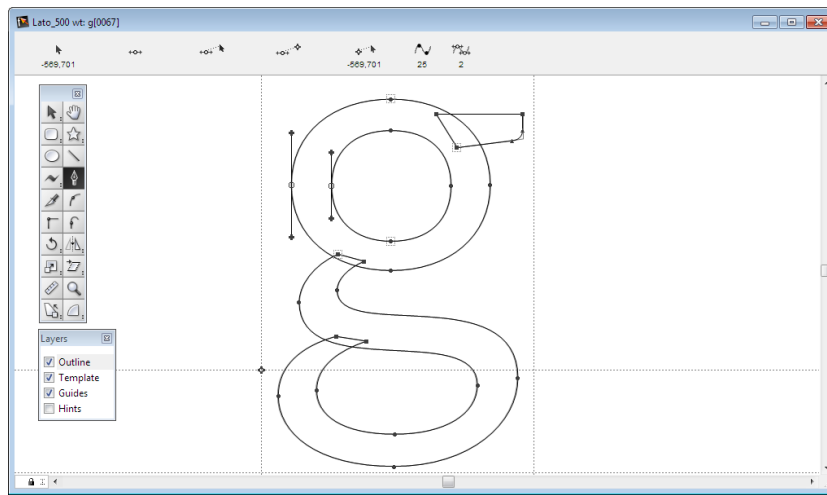 Lato_500 wt: g[0067]
-569,701
-569,701
25
2
Layers
Outline
Template
Guides
Hints